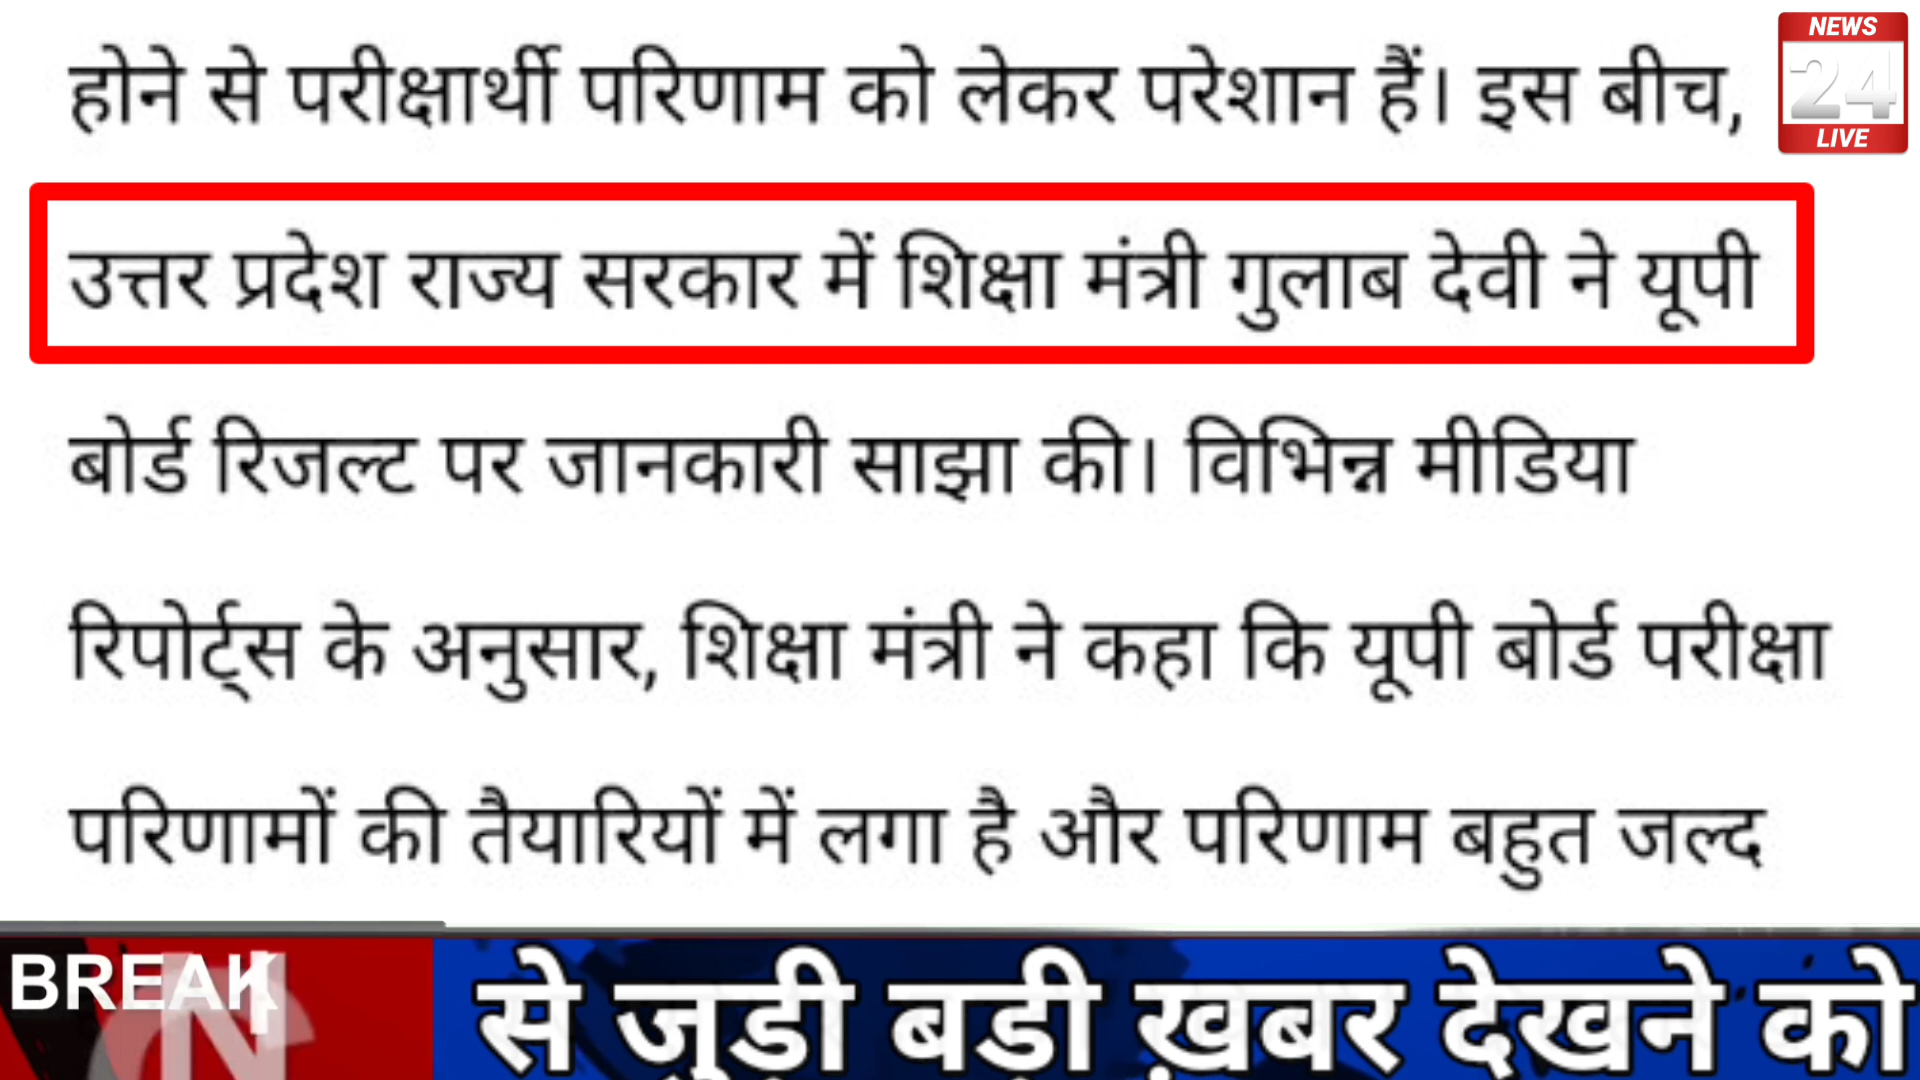 होने से परीक्षार्थी परिणाम को लेकर परेशान हैं। इस बीच,
NEWS
24
LIVE
उत्तर प्रदेश राज्य सरकार में शिक्षा मंत्री गुलाब देवी ने यूपी
बोर्ड रिजल्ट पर जानकारी साझा की। विभिन्न मीडिया
रिपोर्ट्स के अनुसार, शिक्षा मंत्री ने कहा कि यूपी बोर्ड परीक्षा
परिणामों की तैयारियों में लगा है और परिणाम बहुत जल्द
BREAK
से जुडी बडी ख़बर देखने को